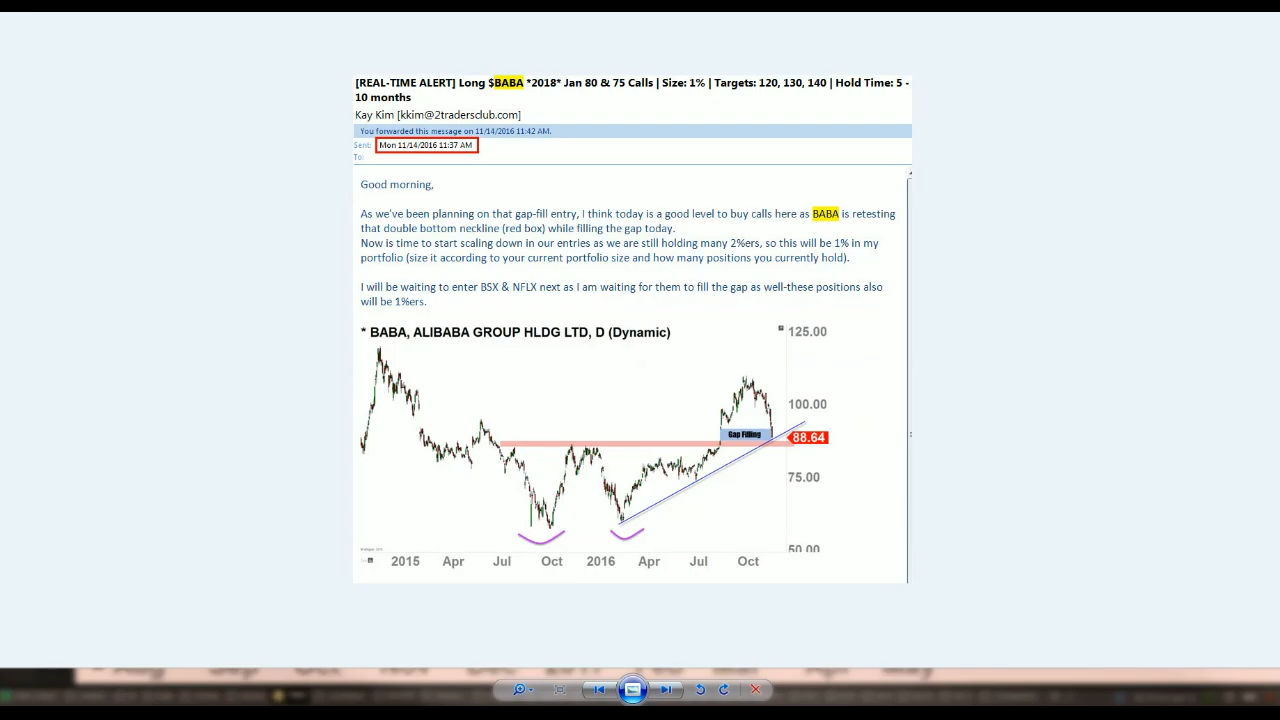 [REAL-TIME ALERT] Long $BABA *2018* Jan 80 & 75 Calls | Size: 1% | Targets: 120, 130, 140 | Hold Time: 5 -
10 months
Kay Kim [kkim@2tradersclub.com]
You forwarded this message on 11/14/2016 11:42 AM.
Sent: Mon 11/14/2016 11:37 AM
To:
Good morning,
As we've been planning on that gap-fill entry, I think today is a good level to buy calls here as BABA is retesting
that double bottom neckline (red box) while filling the gap today.
Now is time to start scaling down in our entries as we are still holding many 2%ers, so this will be 1% in my
portfolio (size it according to your current portfolio size and how many positions you currently hold).
I will be waiting to enter BSX & NFLX next as I am waiting for them to fill the gap as well-these positions also
will be 1%ers.
* BABA, ALIBABA GROUP HLDG LTD, D (Dynamic)
125.00
100.00
Gap Filling
88.64
75.00
50.00
2015 Apr Jul Oct 2016 Apr Jul Oct